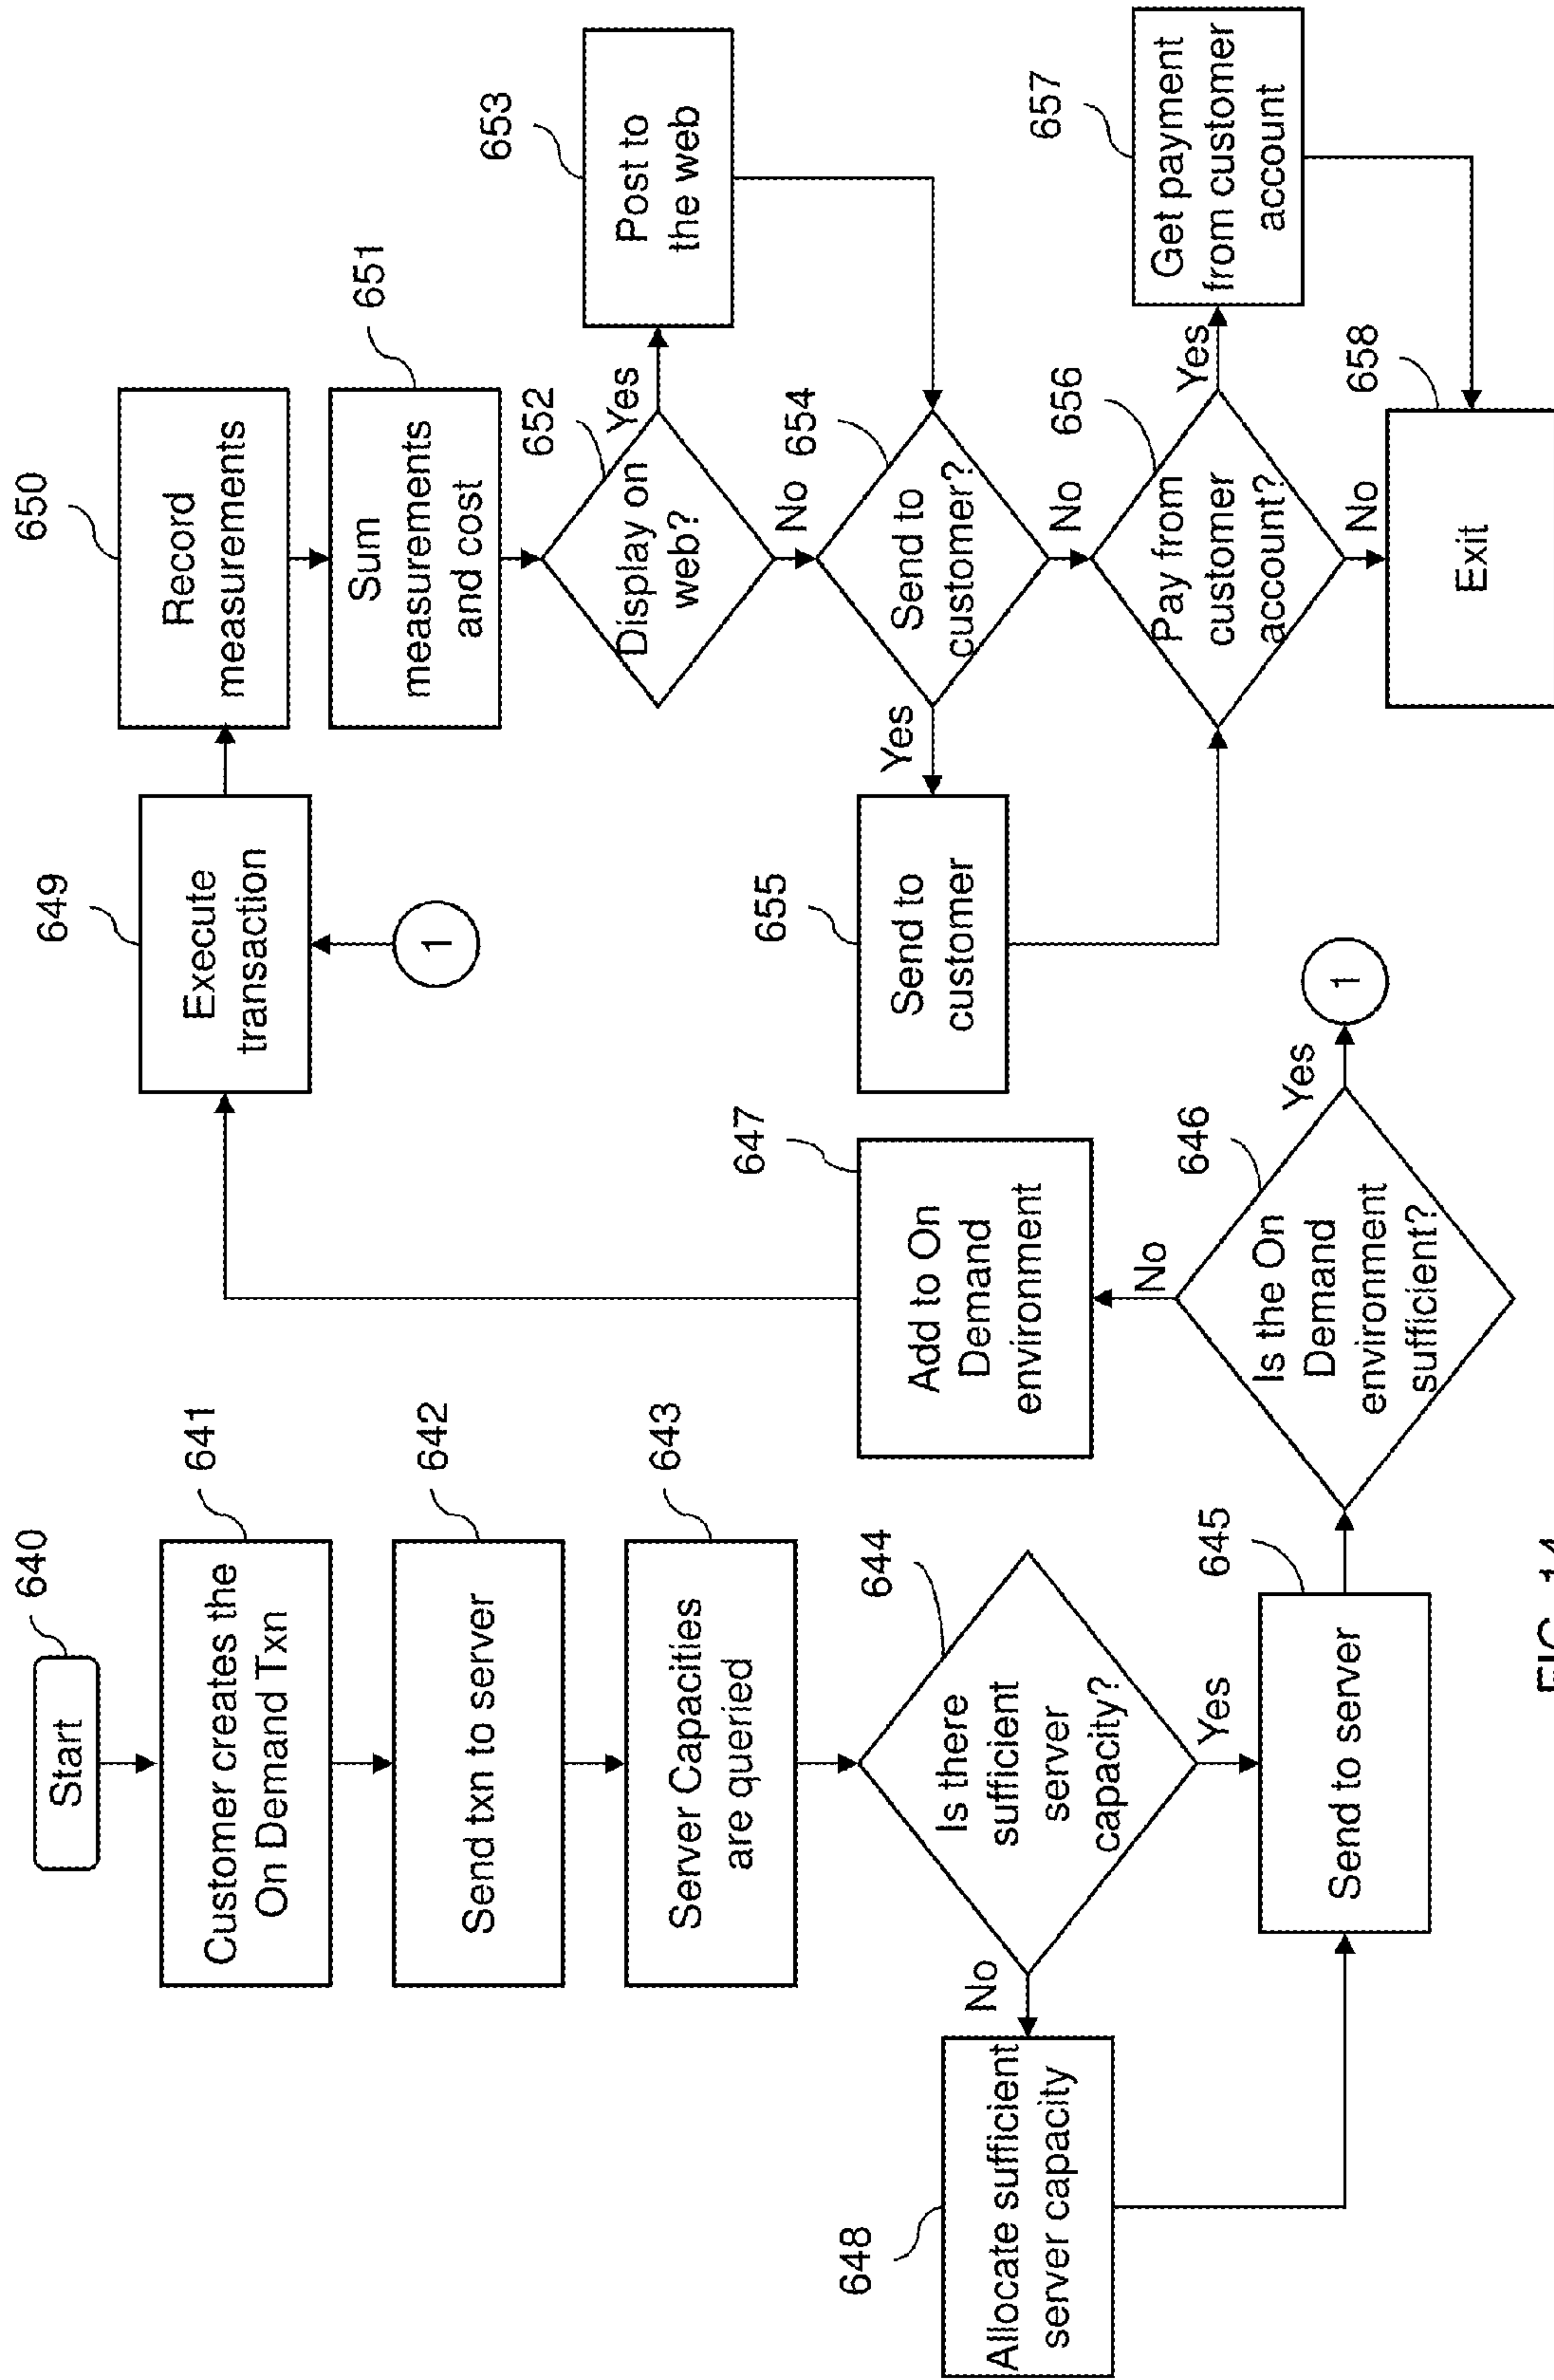 640
Start
641
Customer creates the
On Demand Txn
642
Send txn to server
643
Server Capacities
are queried
644
Is there
sufficient
server
capacity?
No
Yes
648
Allocate sufficient
server capacity
645
Send to server
646
Is the On
Demand
environment
sufficient?
No
Yes
1
647
Add to On
Demand
environment
649
Execute
transaction
1
650
Record
measurements
651
Sum
measurements
and cost
652
Display on
web?
Yes
No
653
Post to
the web
654
Send to
customer?
Yes
No
655
Send to
customer
656
Pay from
customer
account?
Yes
No
657
Get payment
from customer
account
658
Exit
FIG. 14